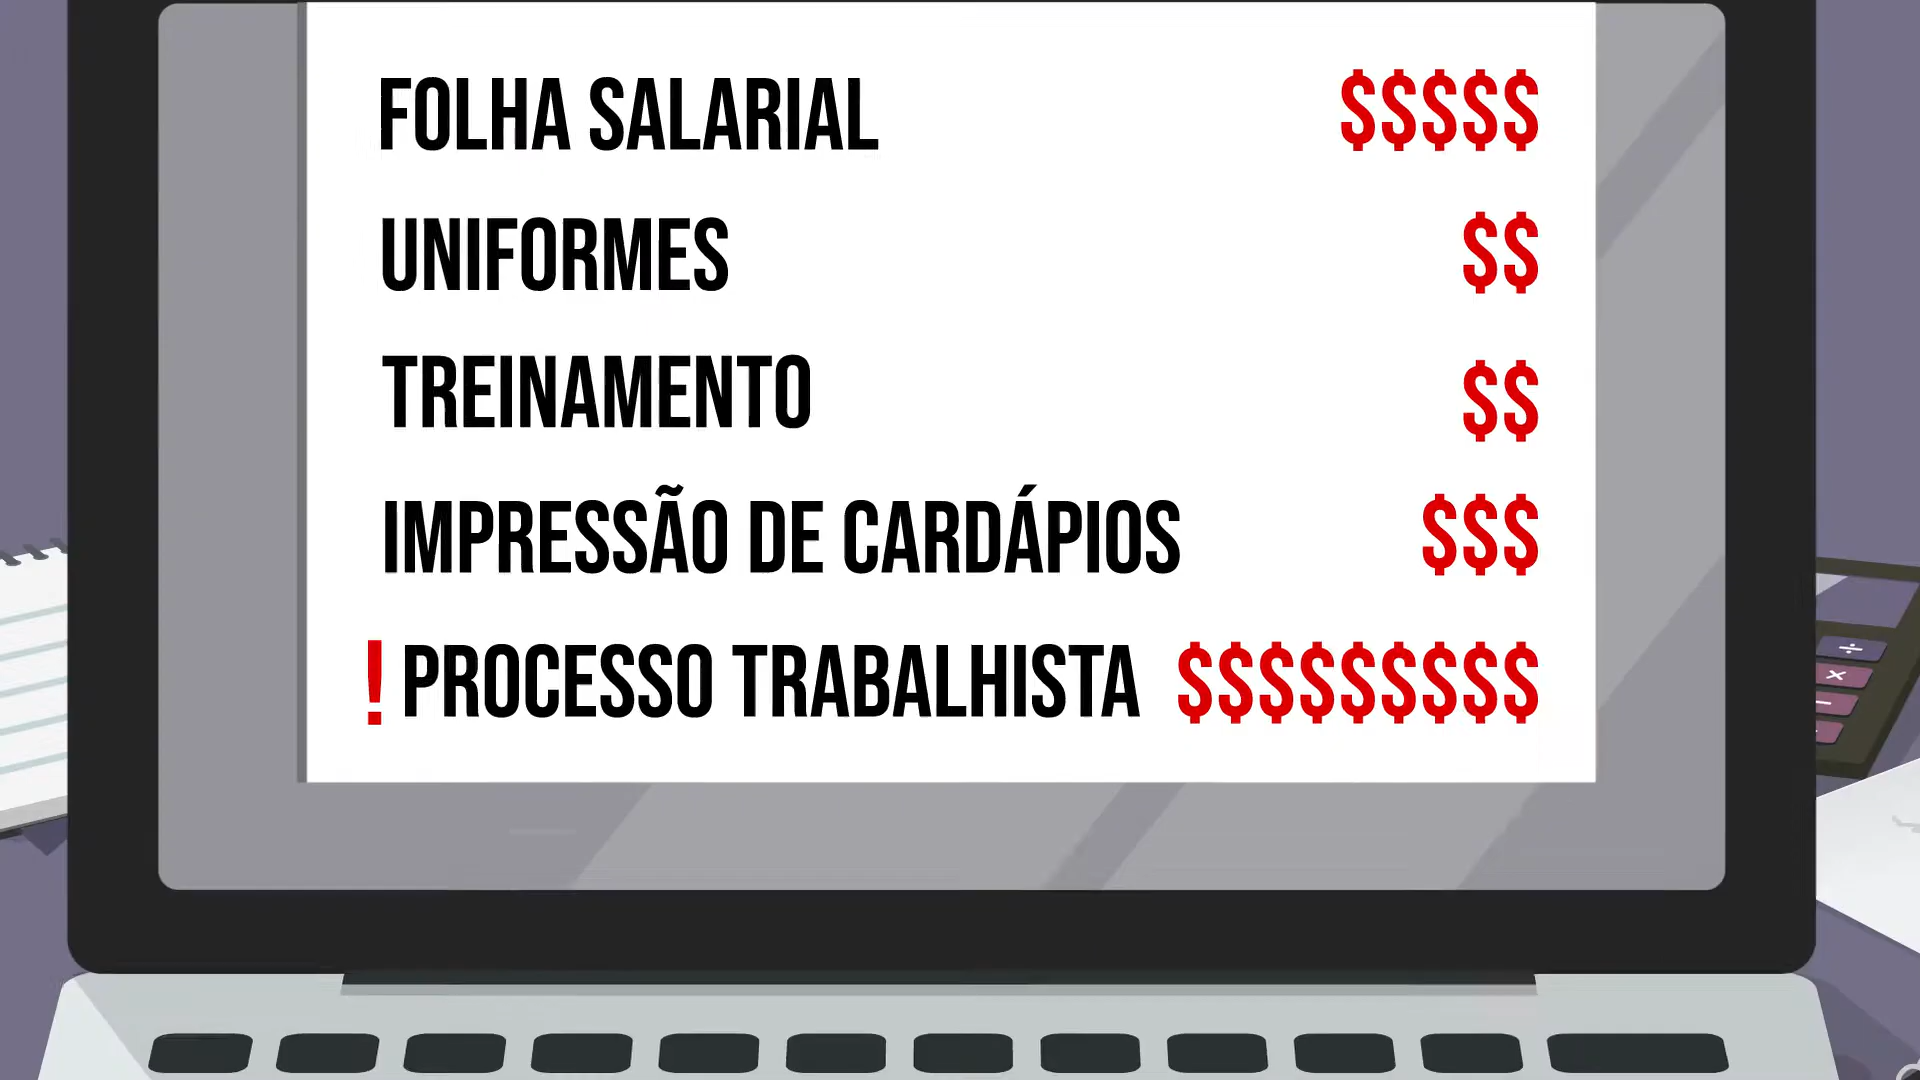 FOLHA SALARIAL $$$$$
UNIFORMES $$
TREINAMENTO $$
IMPRESSÃO DE CARDÁPIOS $$$
! PROCESSO TRABALHISTA $$$$$$$$$
÷
×
−